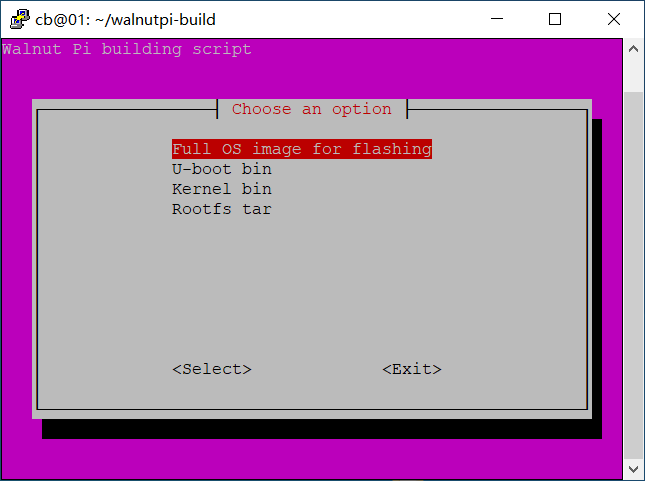 cb@01: ~/walnutpi-build
Walnut Pi building script
Choose an option
Full OS image for flashing
U-boot bin
Kernel bin
Rootfs tar
<Select> <Exit>